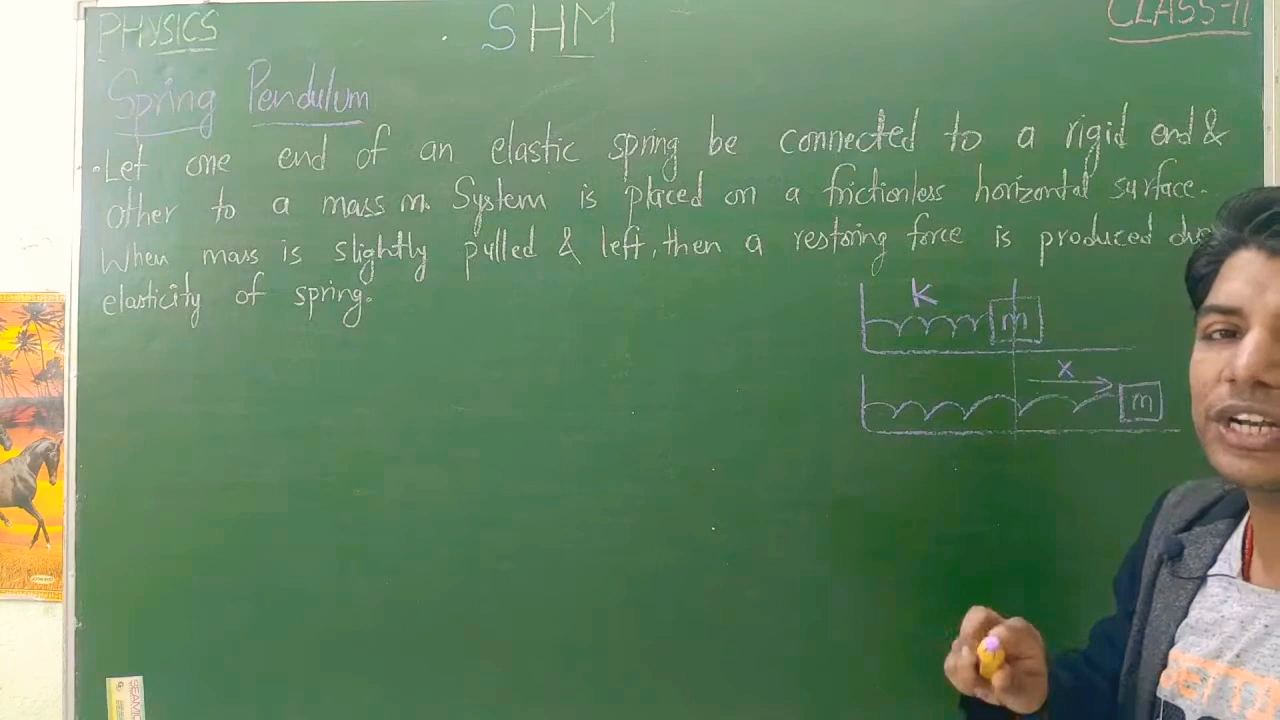 PHYSICS
SHM
CLASS-11
Spring Pendulum
• Let one end of an elastic spring be connected to a rigid end &
other to a mass m. System is placed on a frictionless horizontal surface.
When mass is slightly pulled & left, then a restoring force is produced
elasticity of spring.
K
m
x
m